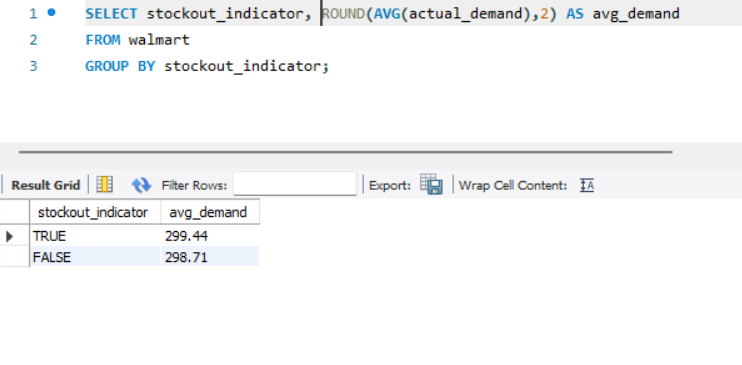 1 SELECT stockout_indicator, ROUND(AVG(actual_demand),2) AS avg_demand
2 FROM walmart
3 GROUP BY stockout_indicator;
Result Grid Filter Rows: Export: Wrap Cell Content: IA
stockout_indicator avg_demand
TRUE 299.44
FALSE 298.71